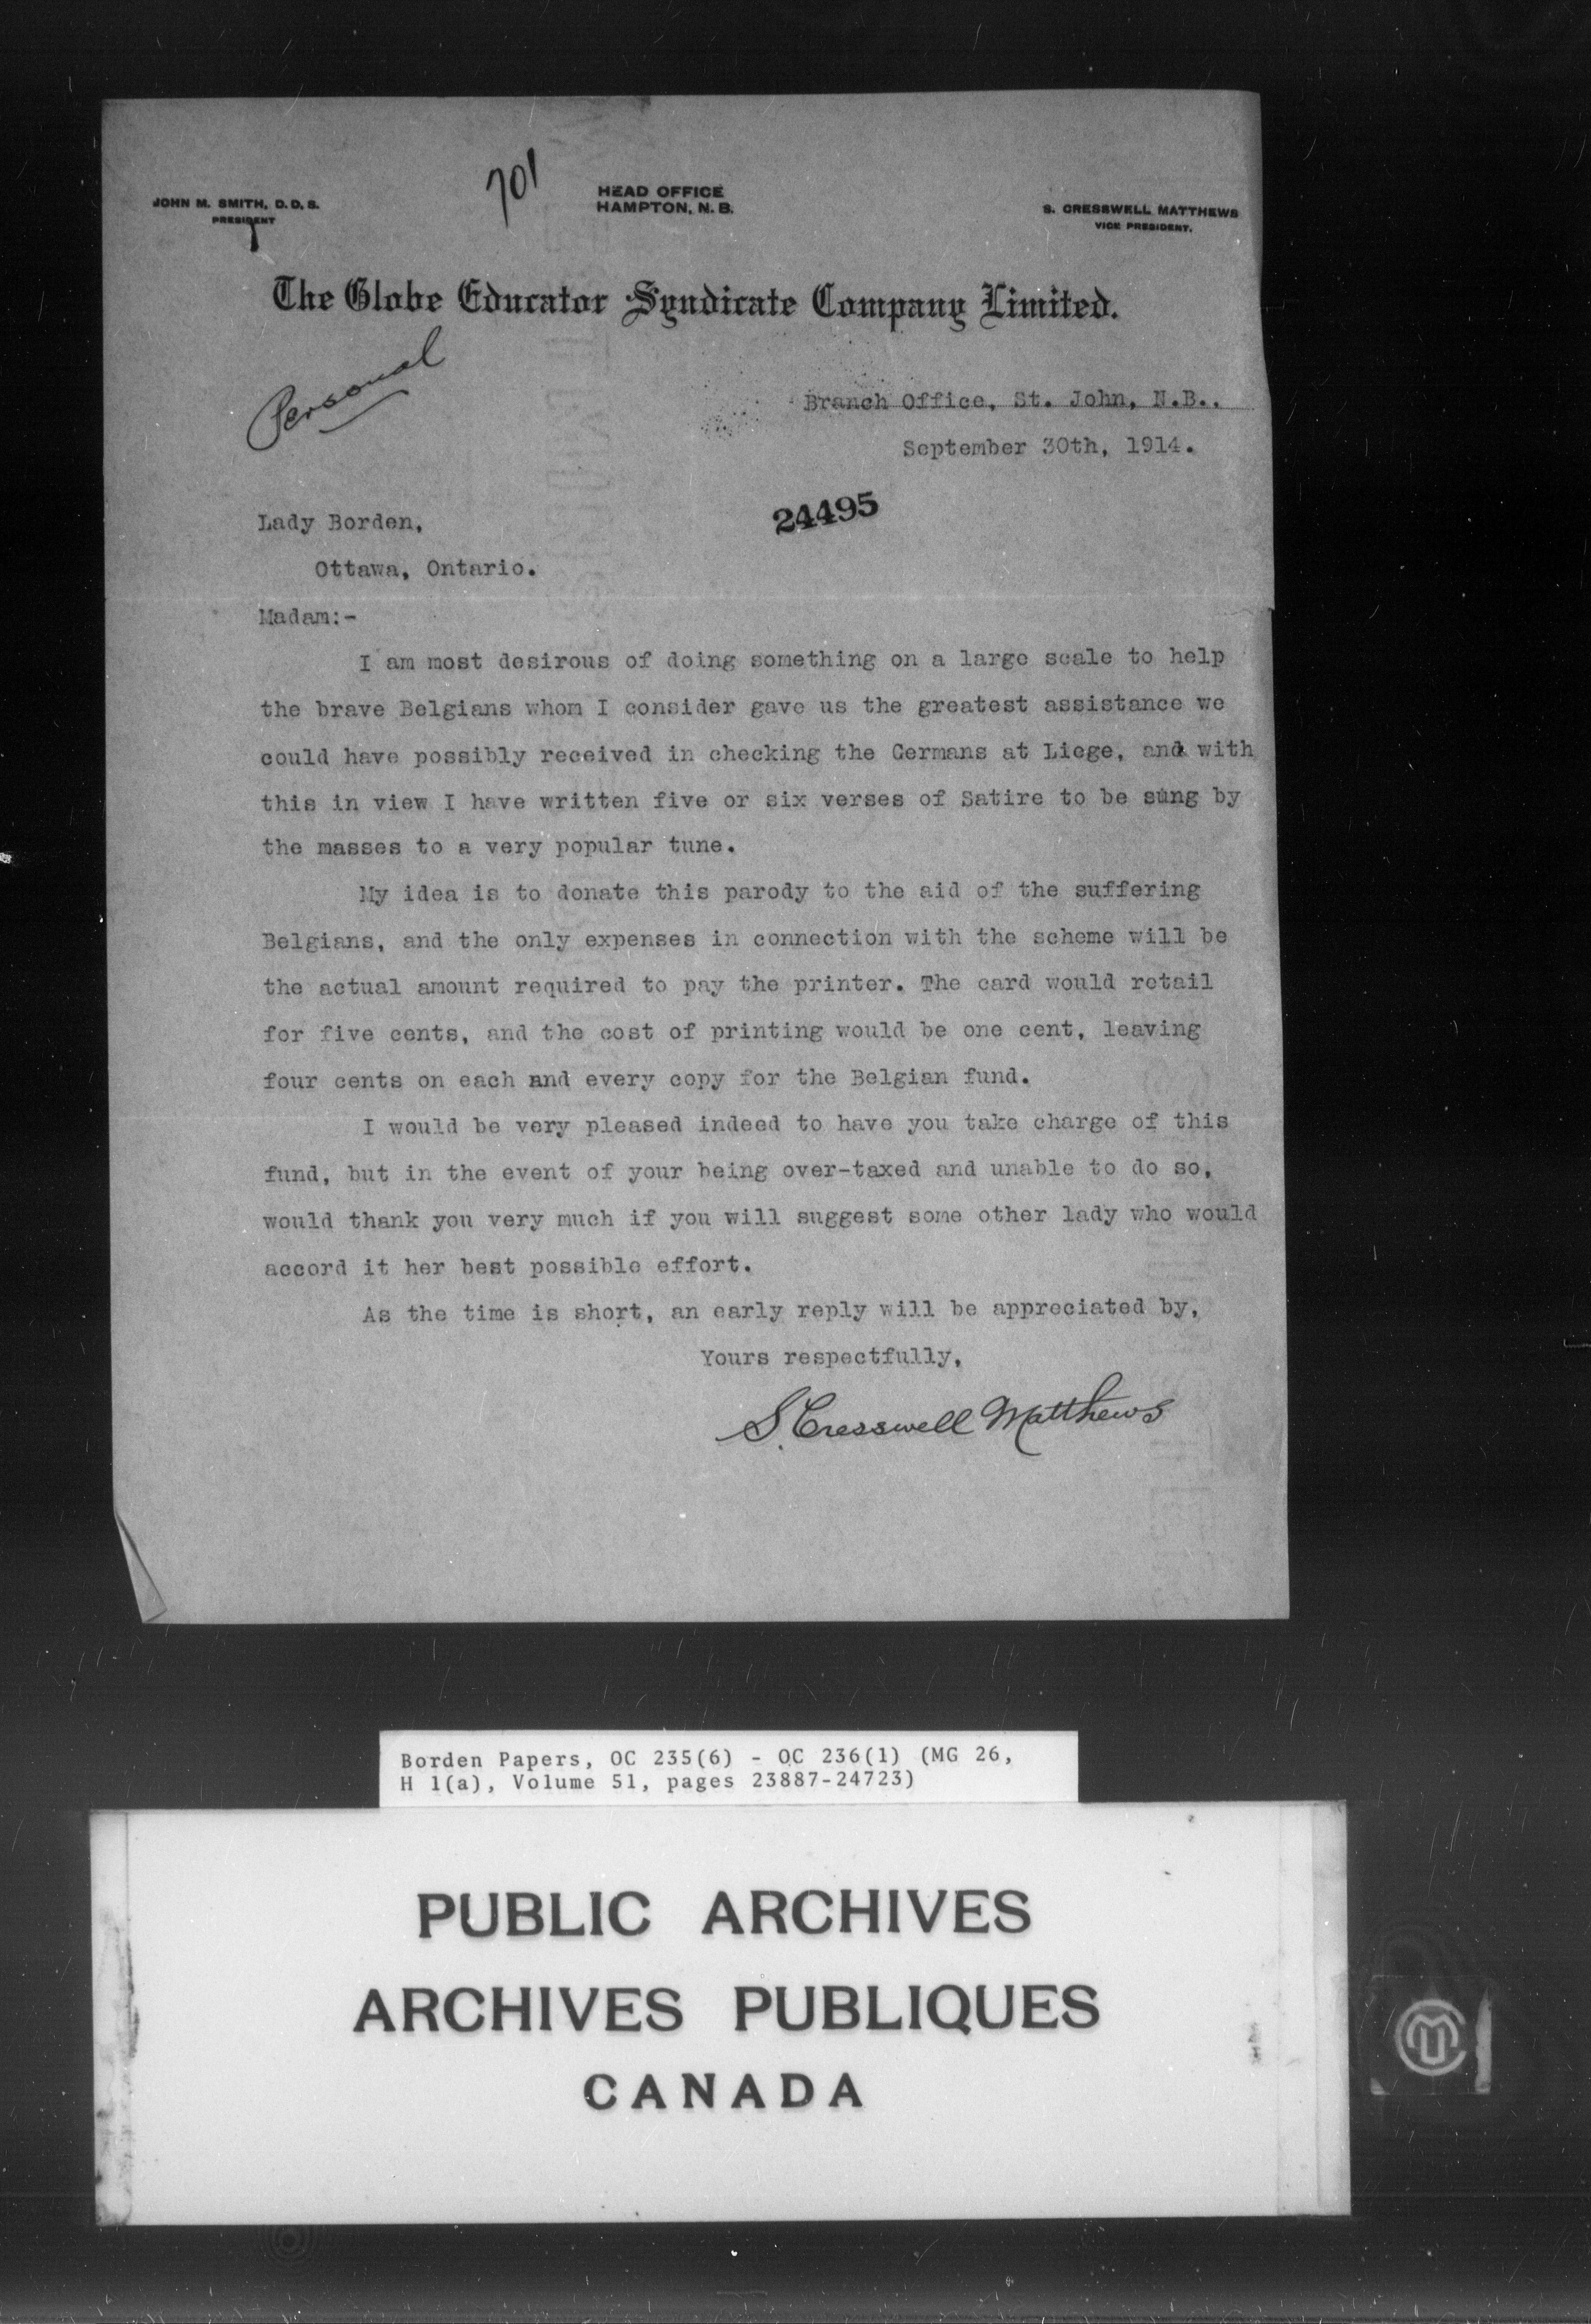 701
JOHN M. SMITH, D.D.S.
PRESIDENT
HEAD OFFICE
HAMPTON, N.B.
S. CRESSWELL MATTHEWS
VICE PRESIDENT.
The Globe Educator Syndicate Company Limited.
Personal
Branch Office, St. John, N.B.,
September 30th, 1914.
24495
Lady Borden,
Ottawa, Ontario.
Madam:-
I am most desirous of doing something on a large scale to help
the brave Belgians whom I consider gave us the greatest assistance we
could have possibly received in checking the Germans at Liege, and with
this in view I have written five or six verses of Satire to be sung by
the masses to a very popular tune.
My idea is to donate this parody to the aid of the suffering
Belgians, and the only expenses in connection with the scheme will be
the actual amount required to pay the printer. The card would retail
for five cents, and the cost of printing would be one cent, leaving
four cents on each and every copy for the Belgian fund.
I would be very pleased indeed to have you take charge of this
fund, but in the event of your being over-taxed and unable to do so,
would thank you very much if you will suggest some other lady who would
accord it her best possible effort.
As the time is short, an early reply will be appreciated by,
Yours respectfully,
S. Cresswell Matthews
Borden Papers, OC 235(6) - OC 236(1) (MG 26,
H 1(a), Volume 51, pages 23887-24723)
PUBLIC ARCHIVES
ARCHIVES PUBLIQUES
CANADA